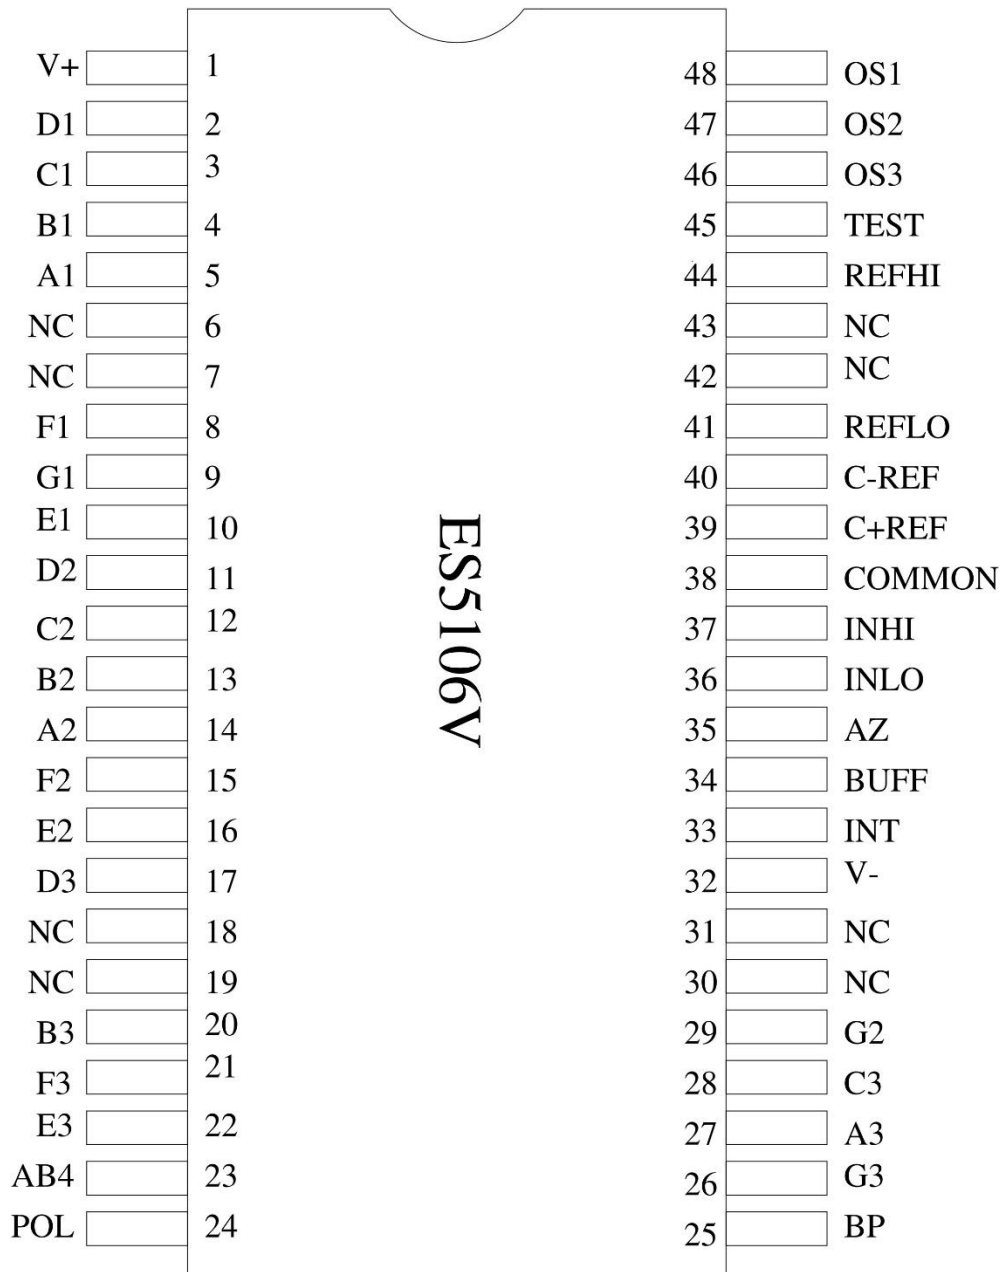 V+ 1 48 OS1
D1 2 47 OS2
C1 3 46 OS3
B1 4 45 TEST
A1 5 44 REFHI
NC 6 43 NC
NC 7 42 NC
F1 8 41 REFLO
G1 9 40 C-REF
E1 10 39 C+REF
D2 11 38 COMMON
C2 12 37 INHI
B2 13 36 INLO
A2 14 35 AZ
F2 15 34 BUFF
E2 16 33 INT
D3 17 32 V-
NC 18 31 NC
NC 19 30 NC
B3 20 29 G2
F3 21 28 C3
E3 22 27 A3
AB4 23 26 G3
POL 24 25 BP
ES5106V